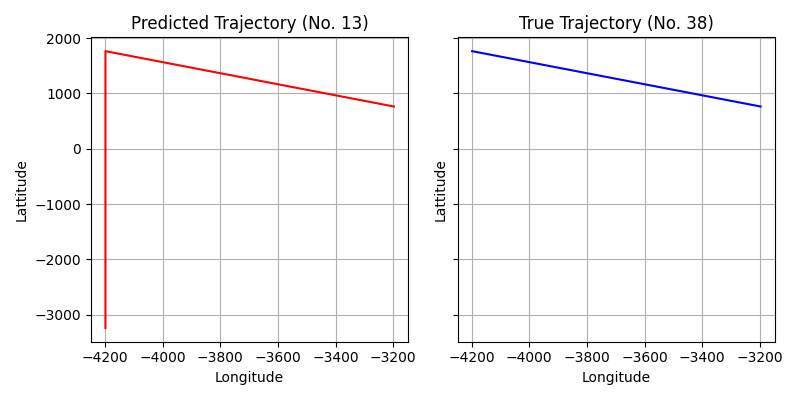 Predicted Trajectory (No. 13)
True Trajectory (No. 38)
2000
1000
0
−1000
−2000
−3000
Lattitude
Lattitude
−4200 −4000 −3800 −3600 −3400 −3200
−4200 −4000 −3800 −3600 −3400 −3200
Longitude
Longitude